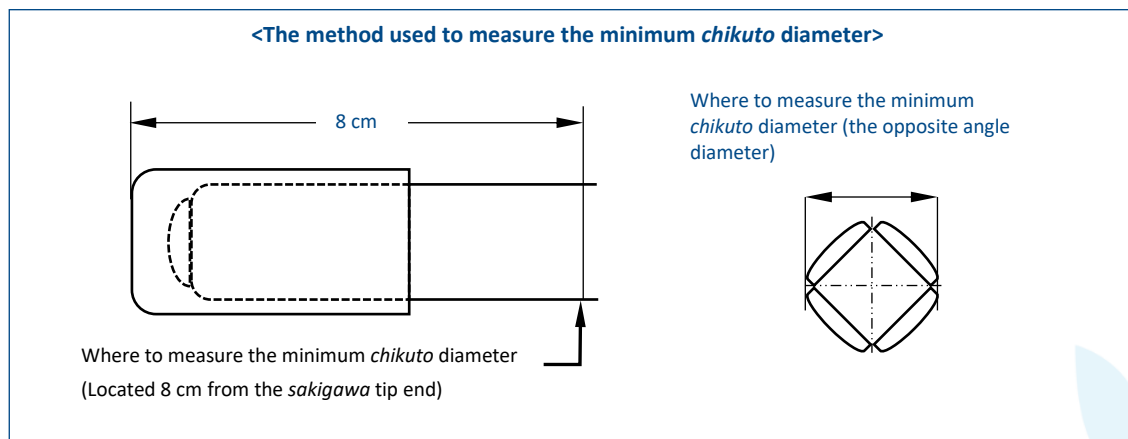 <The method used to measure the minimum chikuto diameter>
8 cm
Where to measure the minimum
chikuto diameter (the opposite angle
diameter)
Where to measure the minimum chikuto diameter
(Located 8 cm from the sakigawa tip end)